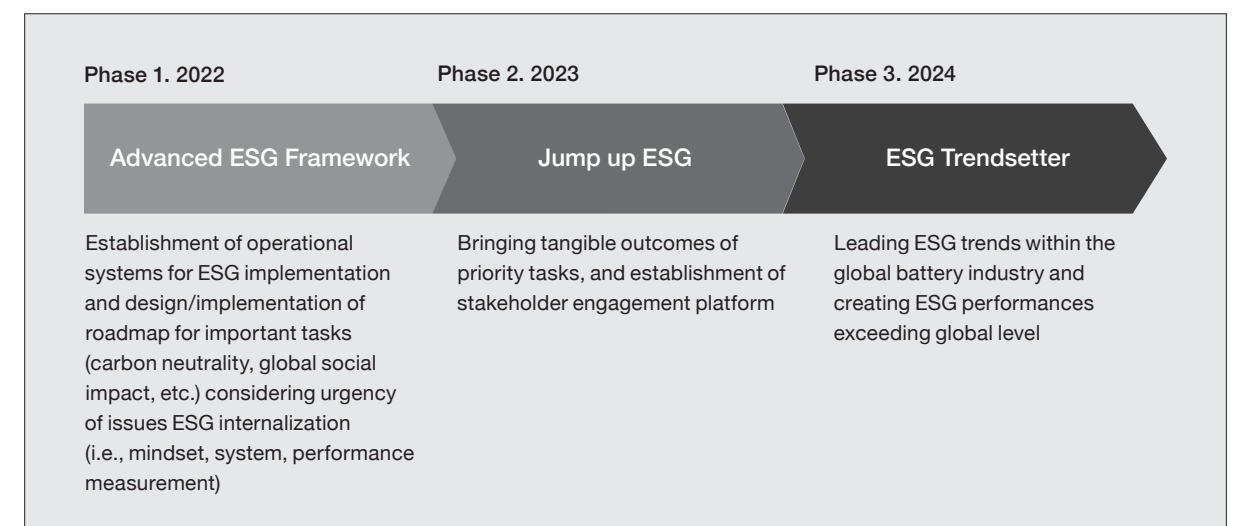 Phase 1. 2022
Advanced ESG Framework
Establishment of operational
systems for ESG implementation
and design/implementation of
roadmap for important tasks
(carbon neutrality, global social
impact, etc.) considering urgency
of issues ESG internalization
(i.e., mindset, system, performance
measurement)
Phase 2. 2023
Jump up ESG
Bringing tangible outcomes of
priority tasks, and establishment of
stakeholder engagement platform
Phase 3. 2024
ESG Trendsetter
Leading ESG trends within the
global battery industry and
creating ESG performances
exceeding global level